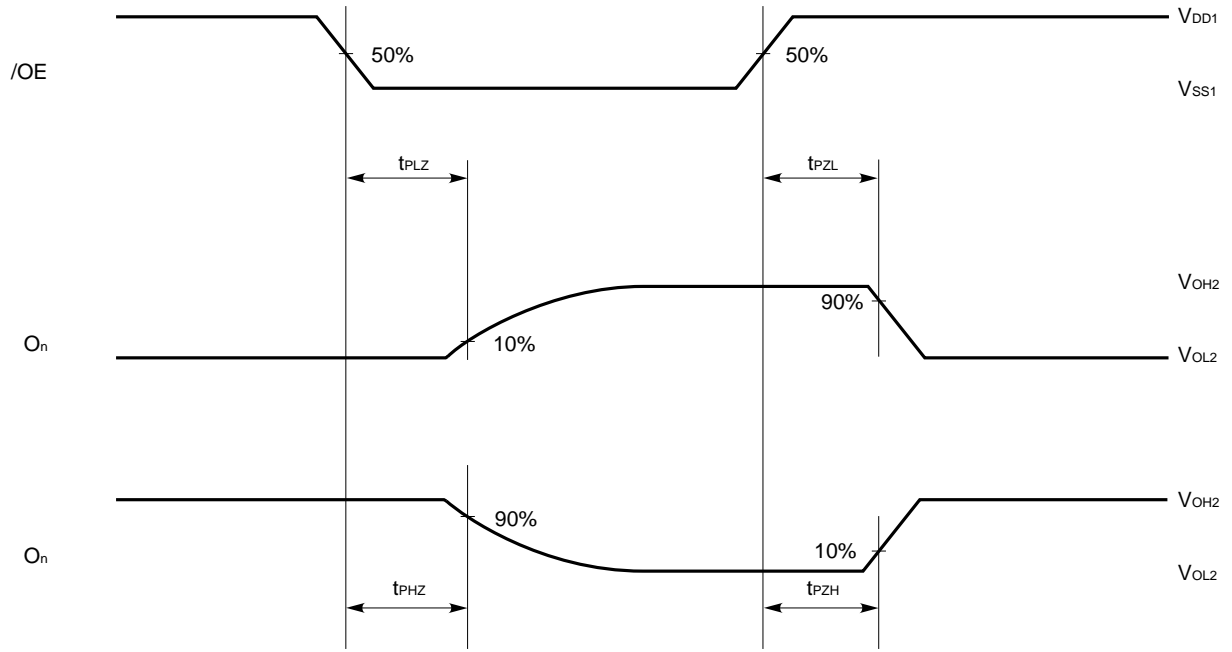 VDD1
/OE
50%
50%
VSS1
tPLZ
tPZL
VOH2
90%
On
10%
VOL2
VOH2
90%
On
10%
VOL2
tPHZ
tPZH